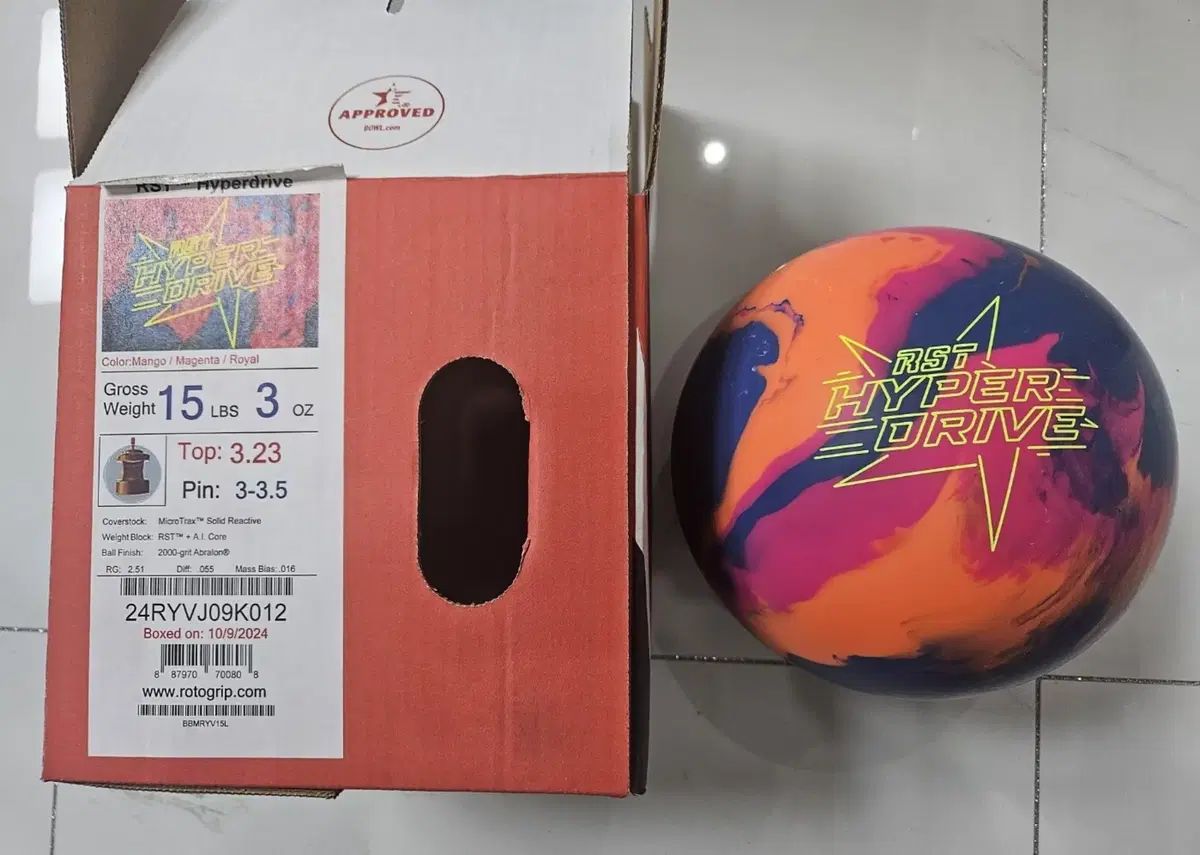 APPROVED
BOWL.com
RST™ Hyperdrive
RST
HYPER
DRIVE
Color:Mango / Magenta / Royal
Gross
Weight 15 LBS 3 OZ
Top: 3.23
Pin: 3-3.5
Coverstock: MicroTrax™ Solid Reactive
Weight Block: RST™ + A.I. Core
Ball Finish: 2000-grit Abralon®
RG: 2.51 Diff: .055 Mass Bias: .016
24RYVJ09K012
Boxed on: 10/9/2024
8 87970 70080 8
www.rotogrip.com
BBMRYV15L
RST
HYPER
DRIVE